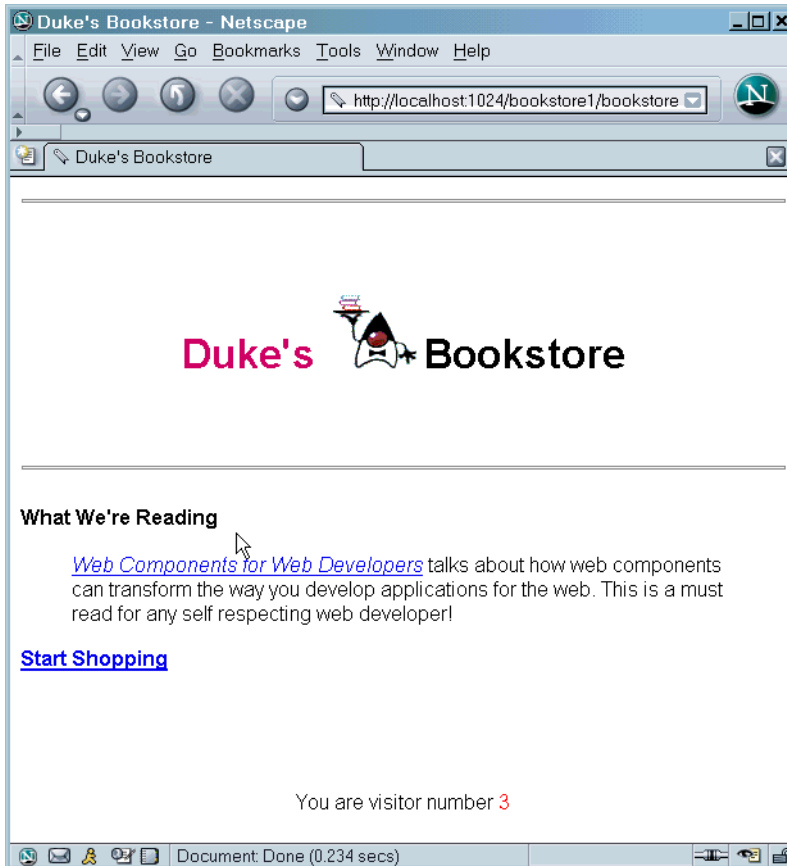 Duke's Bookstore - Netscape
File Edit View Go Bookmarks Tools Window Help
http://localhost:1024/bookstore1/bookstore
N
Duke's Bookstore
Duke's Bookstore
What We're Reading
Web Components for Web Developers talks about how web components
can transform the way you develop applications for the web. This is a must
read for any self respecting web developer!
Start Shopping
You are visitor number 3
Document: Done (0.234 secs)